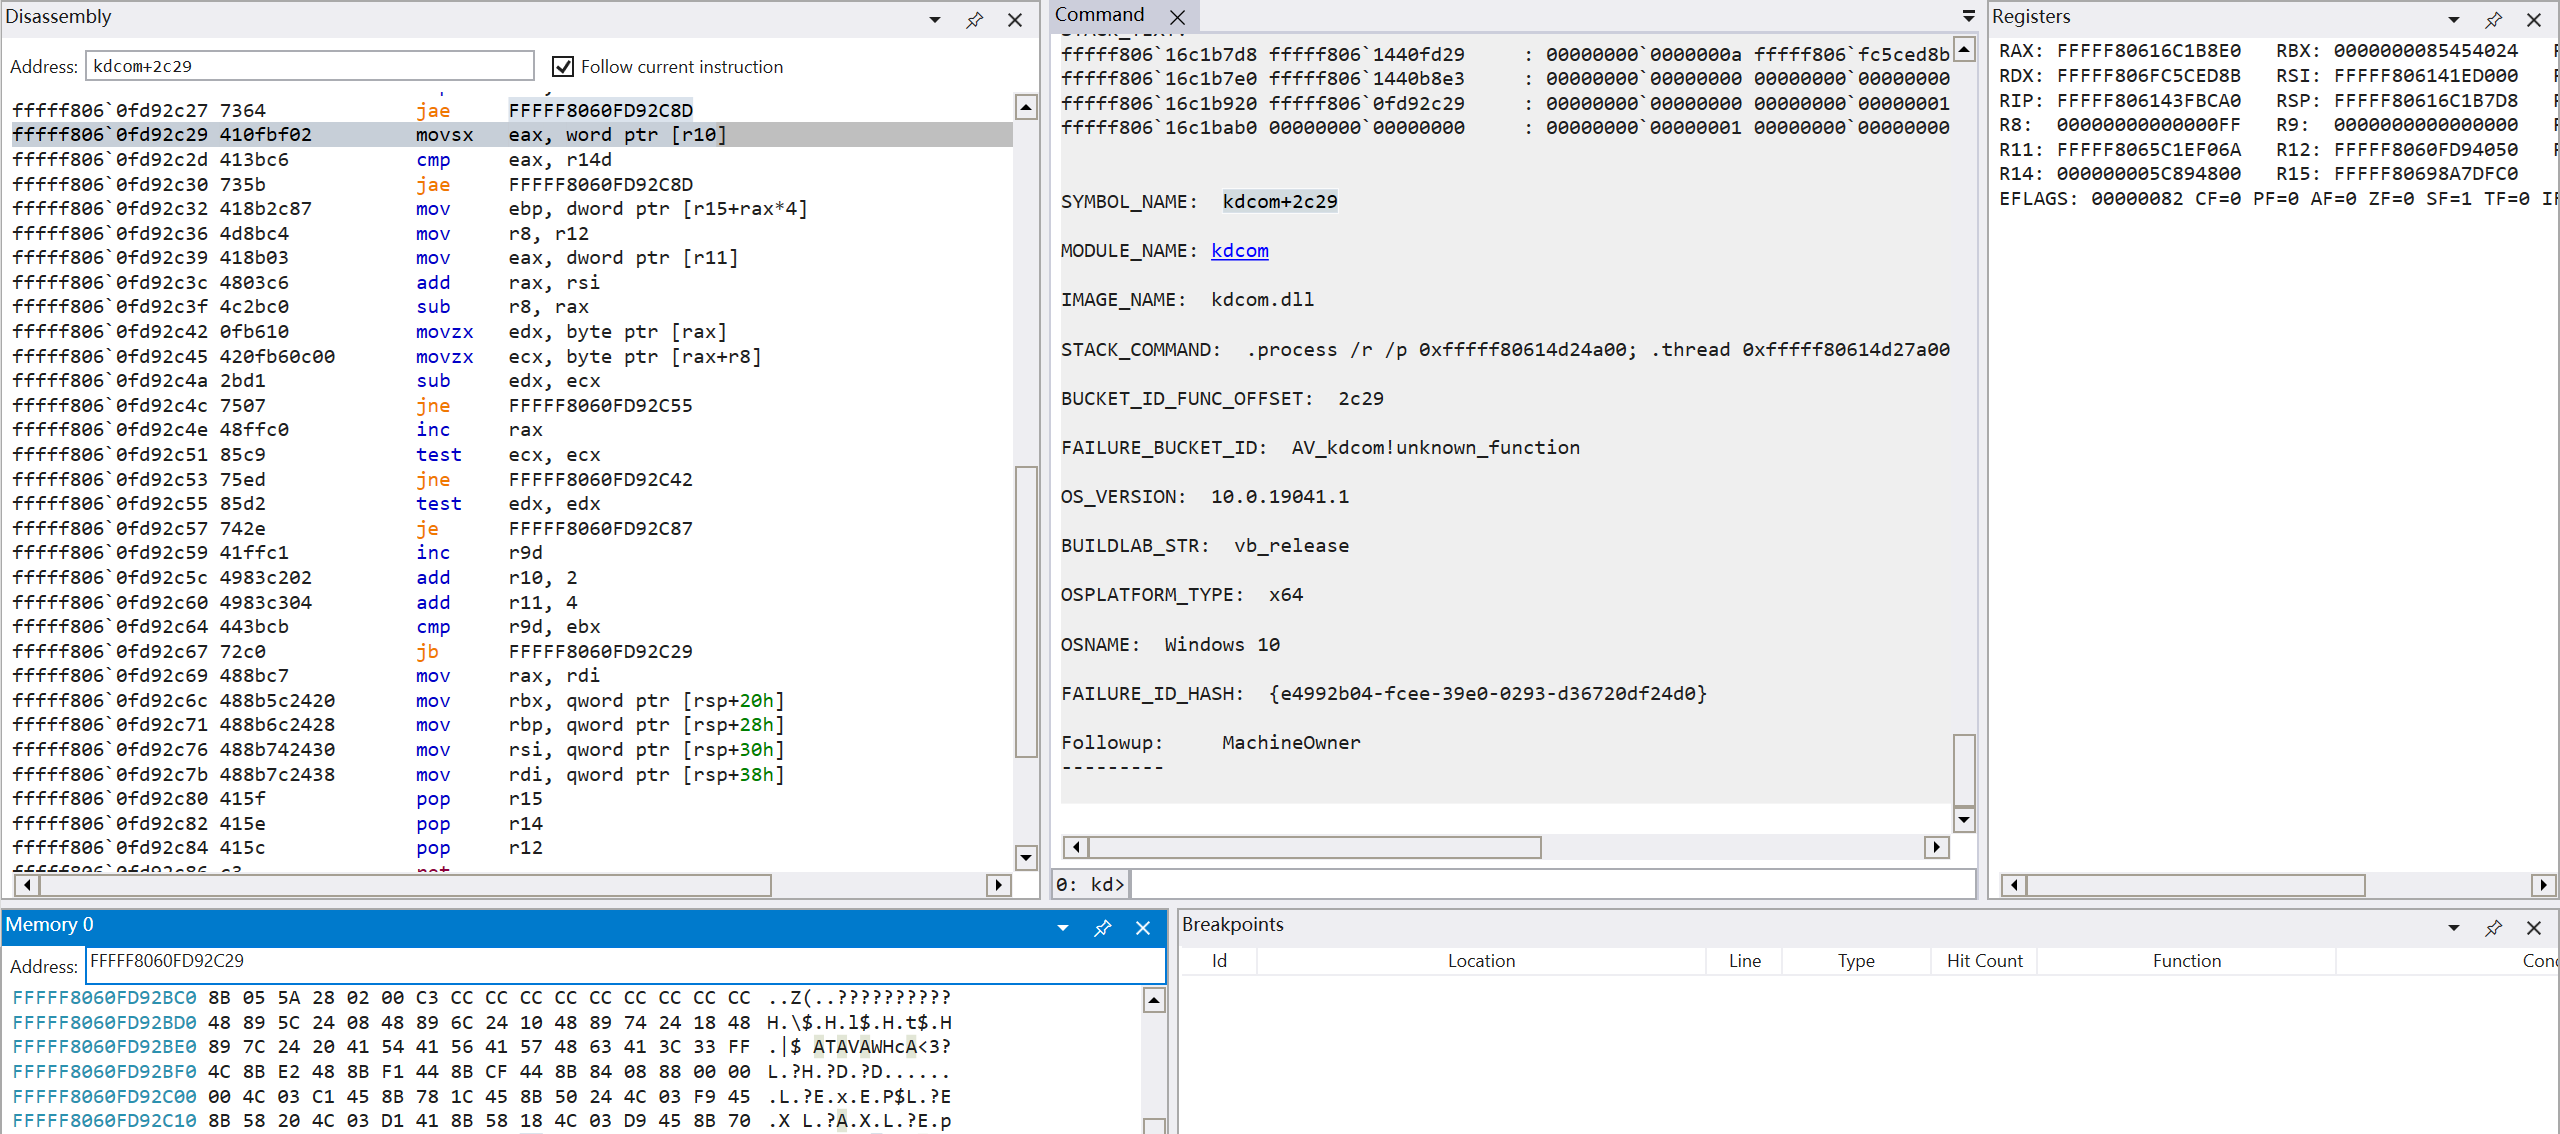 Disassembly
Address: kdcom+2c29 Follow current instruction
fffff806`0fd92c27 7364 jae FFFFF8060FD92C8D
fffff806`0fd92c29 410fbf02 movsx eax, word ptr [r10]
fffff806`0fd92c2d 413bc6 cmp eax, r14d
fffff806`0fd92c30 735b jae FFFFF8060FD92C8D
fffff806`0fd92c32 418b2c87 mov ebp, dword ptr [r15+rax*4]
fffff806`0fd92c36 4d8bc4 mov r8, r12
fffff806`0fd92c39 418b03 mov eax, dword ptr [r11]
fffff806`0fd92c3c 4803c6 add rax, rsi
fffff806`0fd92c3f 4c2bc0 sub r8, rax
fffff806`0fd92c42 0fb610 movzx edx, byte ptr [rax]
fffff806`0fd92c45 420fb60c00 movzx ecx, byte ptr [rax+r8]
fffff806`0fd92c4a 2bd1 sub edx, ecx
fffff806`0fd92c4c 7507 jne FFFFF8060FD92C55
fffff806`0fd92c4e 48ffc0 inc rax
fffff806`0fd92c51 85c9 test ecx, ecx
fffff806`0fd92c53 75ed jne FFFFF8060FD92C42
fffff806`0fd92c55 85d2 test edx, edx
fffff806`0fd92c57 742e je FFFFF8060FD92C87
fffff806`0fd92c59 41ffc1 inc r9d
fffff806`0fd92c5c 4983c202 add r10, 2
fffff806`0fd92c60 4983c304 add r11, 4
fffff806`0fd92c64 443bcb cmp r9d, ebx
fffff806`0fd92c67 72c0 jb FFFFF8060FD92C29
fffff806`0fd92c69 488bc7 mov rax, rdi
fffff806`0fd92c6c 488b5c2420 mov rbx, qword ptr [rsp+20h]
fffff806`0fd92c71 488b6c2428 mov rbp, qword ptr [rsp+28h]
fffff806`0fd92c76 488b742430 mov rsi, qword ptr [rsp+30h]
fffff806`0fd92c7b 488b7c2438 mov rdi, qword ptr [rsp+38h]
fffff806`0fd92c80 415f pop r15
fffff806`0fd92c82 415e pop r14
fffff806`0fd92c84 415c pop r12
fffff806`0fd92c86 c3 ret
Command
STACK_TEXT:
fffff806`16c1b7d8 fffff806`1440fd29 : 00000000`0000000a fffff806`fc5ced8b
fffff806`16c1b7e0 fffff806`1440b8e3 : 00000000`00000000 00000000`00000000
fffff806`16c1b920 fffff806`0fd92c29 : 00000000`00000000 00000000`00000001
fffff806`16c1bab0 00000000`00000000 : 00000000`00000001 00000000`00000000
SYMBOL_NAME: kdcom+2c29
MODULE_NAME: kdcom
IMAGE_NAME: kdcom.dll
STACK_COMMAND: .process /r /p 0xfffff80614d24a00; .thread 0xfffff80614d27a00
BUCKET_ID_FUNC_OFFSET: 2c29
FAILURE_BUCKET_ID: AV_kdcom!unknown_function
OS_VERSION: 10.0.19041.1
BUILDLAB_STR: vb_release
OSPLATFORM_TYPE: x64
OSNAME: Windows 10
FAILURE_ID_HASH: {e4992b04-fcee-39e0-0293-d36720df24d0}
Followup: MachineOwner
---------
0: kd>
Registers
RAX: FFFFF80616C1B8E0 RBX: 0000000085454024
RDX: FFFFF806FC5CED8B RSI: FFFFF806141ED000
RIP: FFFFF806143FBCA0 RSP: FFFFF80616C1B7D8
R8: 00000000000000FF R9: 0000000000000000
R11: FFFFF8065C1EF06A R12: FFFFF8060FD94050
R14: 000000005C894800 R15: FFFFF80698A7DFC0
EFLAGS: 00000082 CF=0 PF=0 AF=0 ZF=0 SF=1 TF=0 IF
Memory 0
Address: FFFFF8060FD92C29
FFFFF8060FD92BC0 8B 05 5A 28 02 00 C3 CC CC CC CC CC CC CC CC CC ..Z(..??????????
FFFFF8060FD92BD0 48 89 5C 24 08 48 89 6C 24 10 48 89 74 24 18 48 H.\$.H.l$.H.t$.H
FFFFF8060FD92BE0 89 7C 24 20 41 54 41 56 41 57 48 63 41 3C 33 FF .|$ ATAVAWHcA<3?
FFFFF8060FD92BF0 4C 8B E2 48 8B F1 44 8B CF 44 8B 84 08 88 00 00 L.?H.?D.?D......
FFFFF8060FD92C00 00 4C 03 C1 45 8B 78 1C 45 8B 50 24 4C 03 F9 45 .L.?E.x.E.P$L.?E
FFFFF8060FD92C10 8B 58 20 4C 03 D1 41 8B 58 18 4C 03 D9 45 8B 70 .X L.?A.X.L.?E.p
Breakpoints
Id Location Line Type Hit Count Function Conc